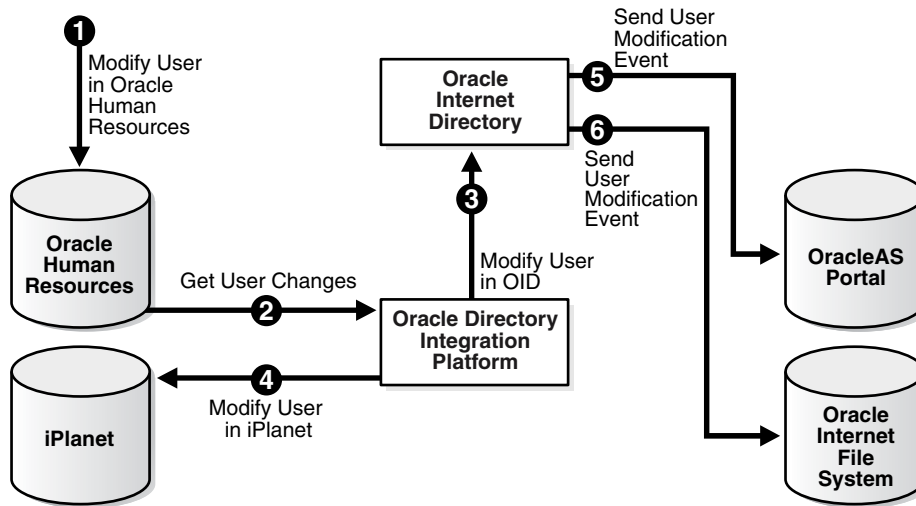 1
Modify User
in Oracle
Human
Resources
Oracle
Human
Resources
Get User Changes
2
iPlanet
4
Modify User
in iPlanet
Oracle Directory
Integration
Platform
3
Modify User
in OID
Oracle
Internet
Directory
Send User
Modification
Event
5
6
Send
User
Modification
Event
OracleAS
Portal
Oracle
Internet
File
System